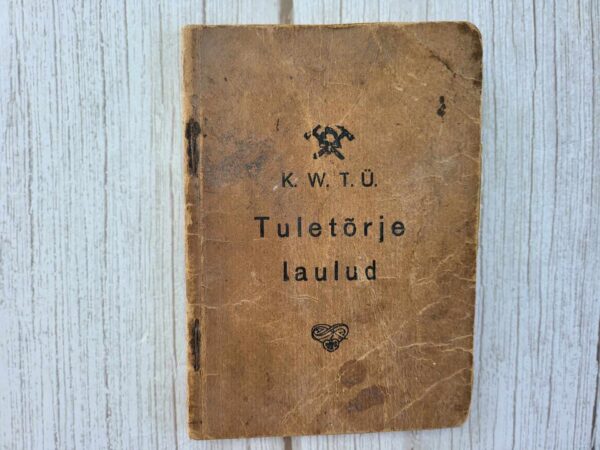 K. W. T. Ü.
Tuletõrje
laulud